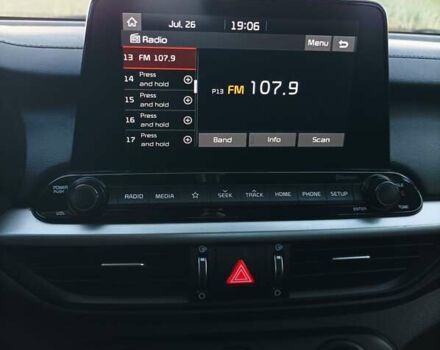 Jul, 26 19:06
Radio Menu
13 FM 107.9
14 Press and hold
15 Press and hold
16 Press and hold
17 Press and hold
P13 FM 107.9
Band Info Scan
POWER PUSH
VOL
RADIO MEDIA SEEK TRACK HOME PHONE SETUP
ENTER
TUNE